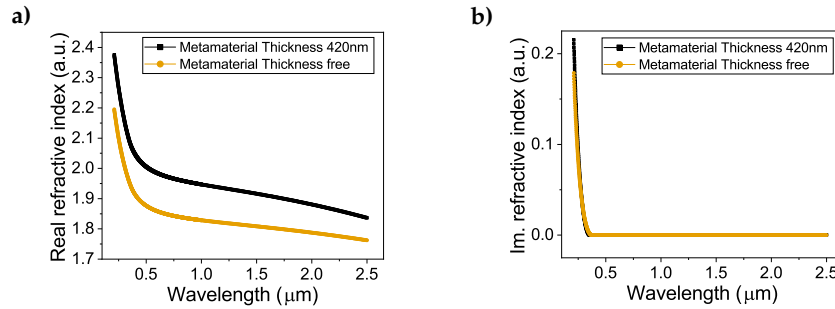 a)
Real refractive index (a.u.)
2.4
2.3
2.2
2.1
2.0
1.9
1.8
1.7
Metamaterial Thickness 420nm
Metamaterial Thickness free
0.5 1.0 1.5 2.0 2.5
Wavelength (μm)
b)
Im. refractive index (a.u.)
0.2
0.1
0.0
Metamaterial Thickness 420nm
Metamaterial Thickness free
0.5 1.0 1.5 2.0 2.5
Wavelength (μm)